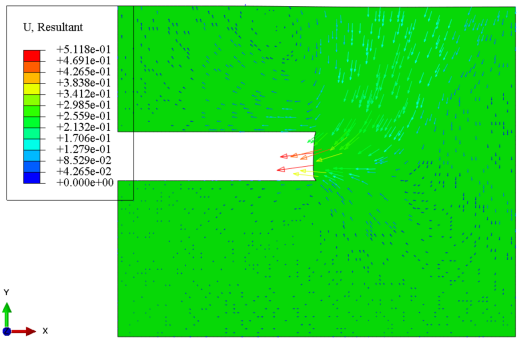 U, Resultant
+5.118e-01
+4.691e-01
+4.265e-01
+3.838e-01
+3.412e-01
+2.985e-01
+2.559e-01
+2.132e-01
+1.706e-01
+1.279e-01
+8.529e-02
+4.265e-02
+0.000e+00
Y
X